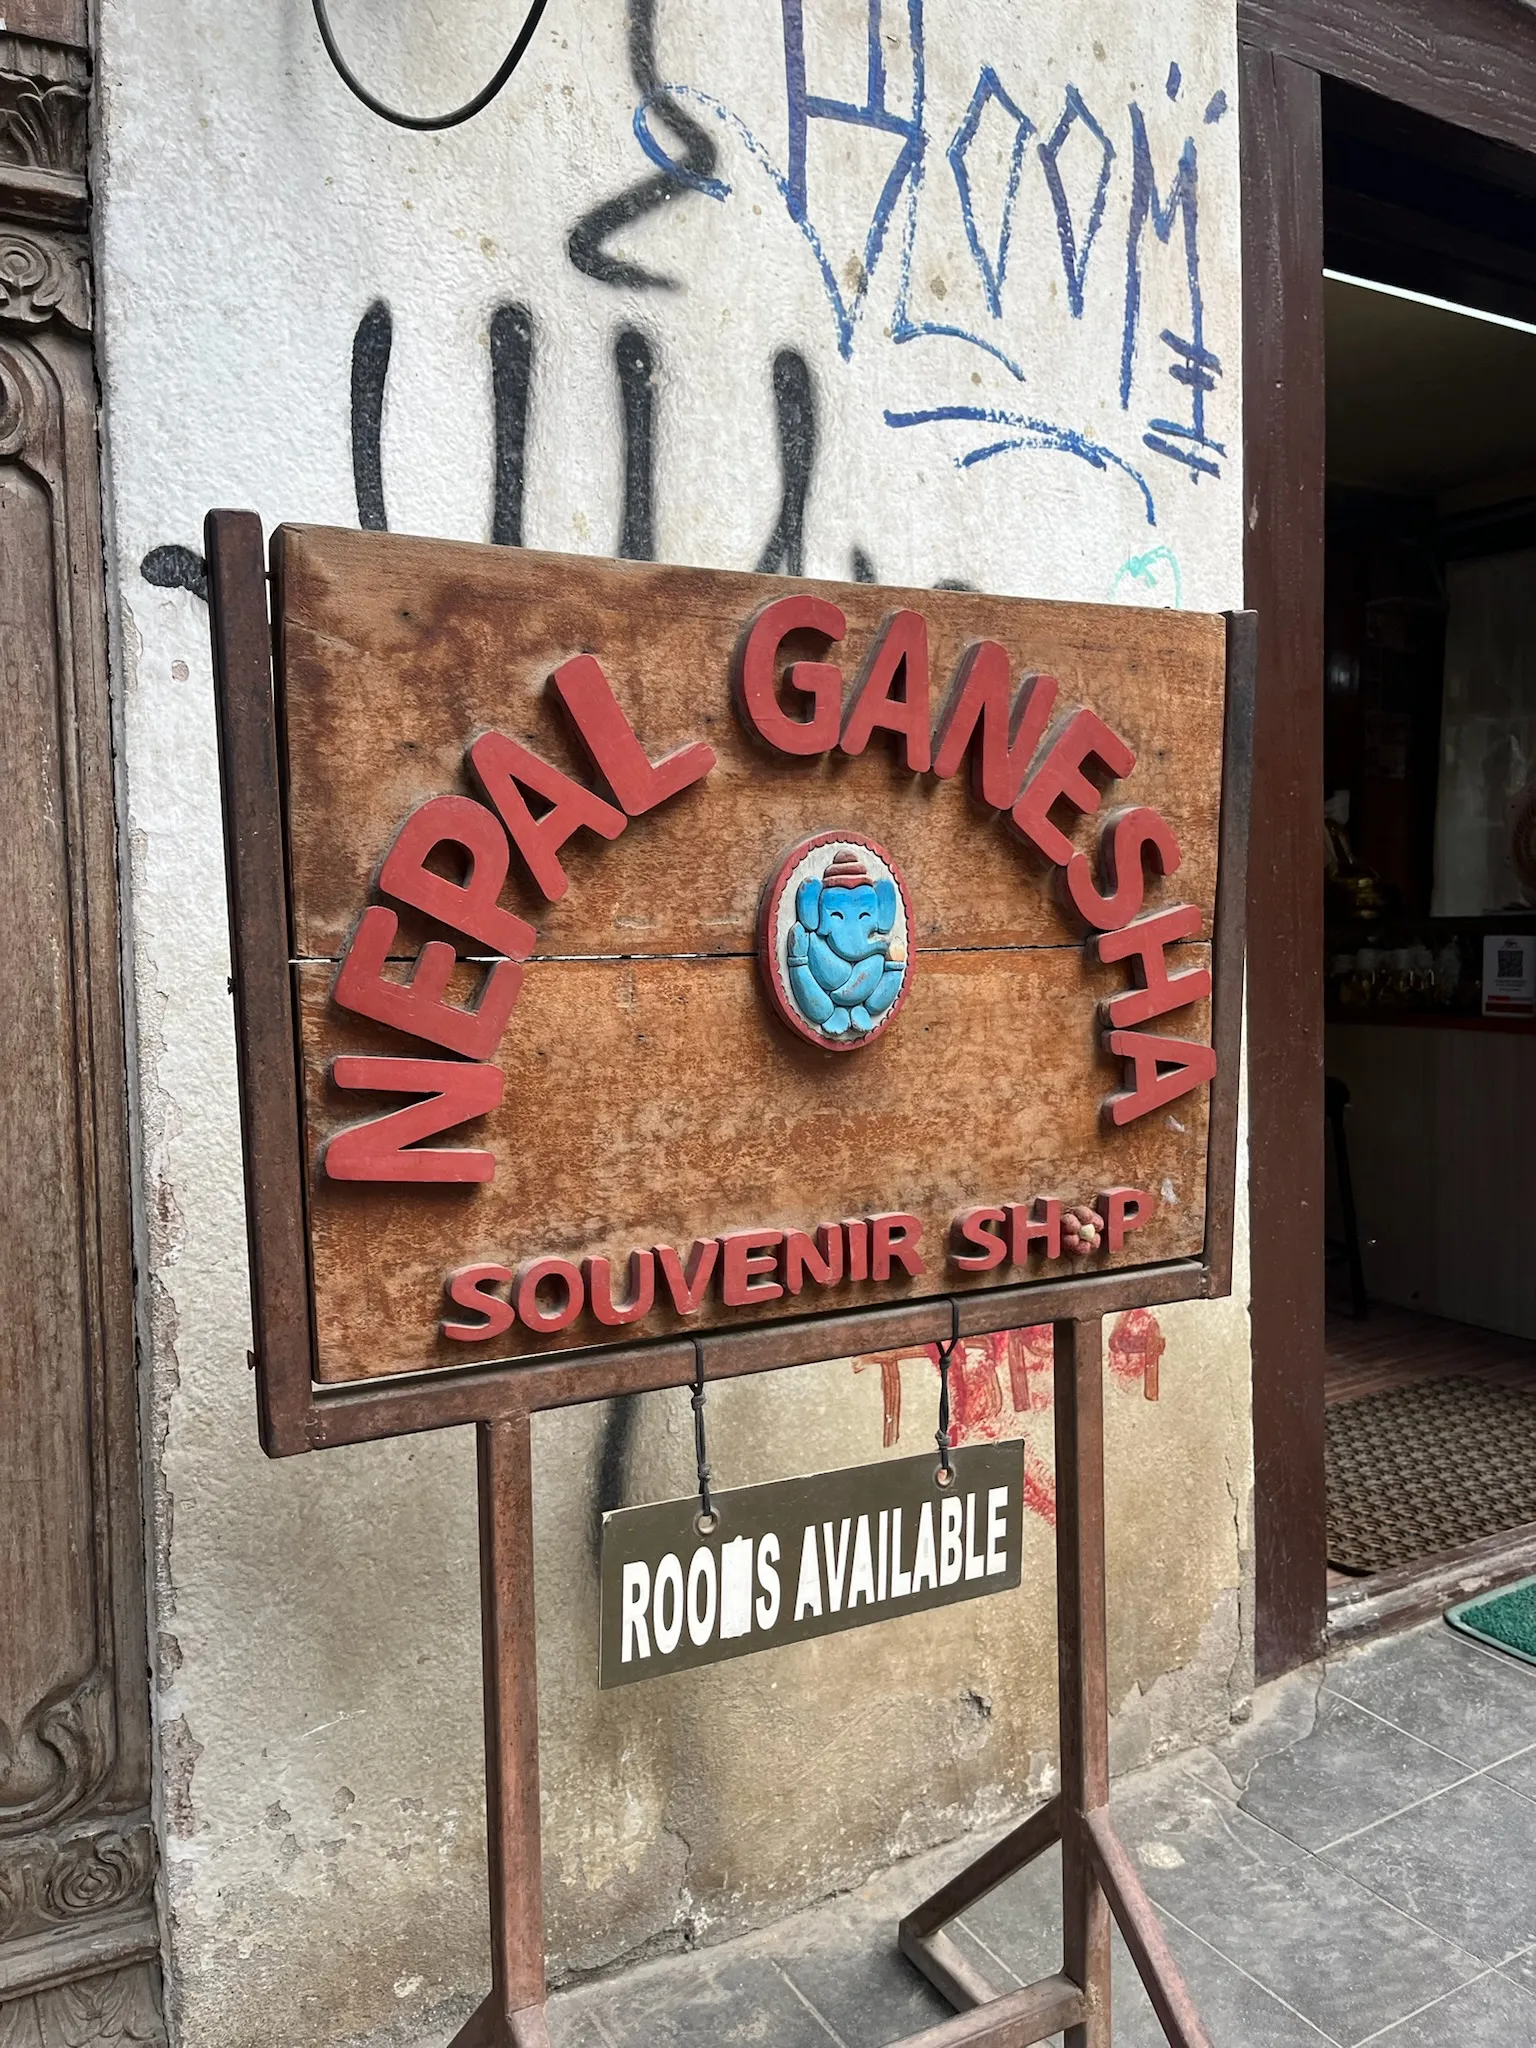 NEPAL GANESHA
SOUVENIR SHOP
ROOMS AVAILABLE